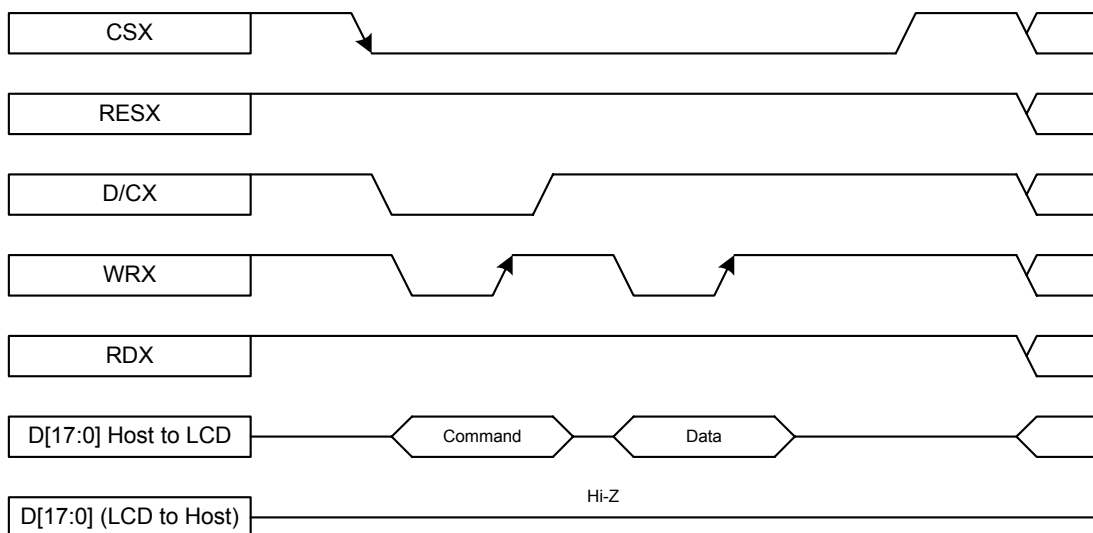 CSX
RESX
D/CX
WRX
RDX
D[17:0] Host to LCD
Command
Data
Hi-Z
D[17:0] (LCD to Host)